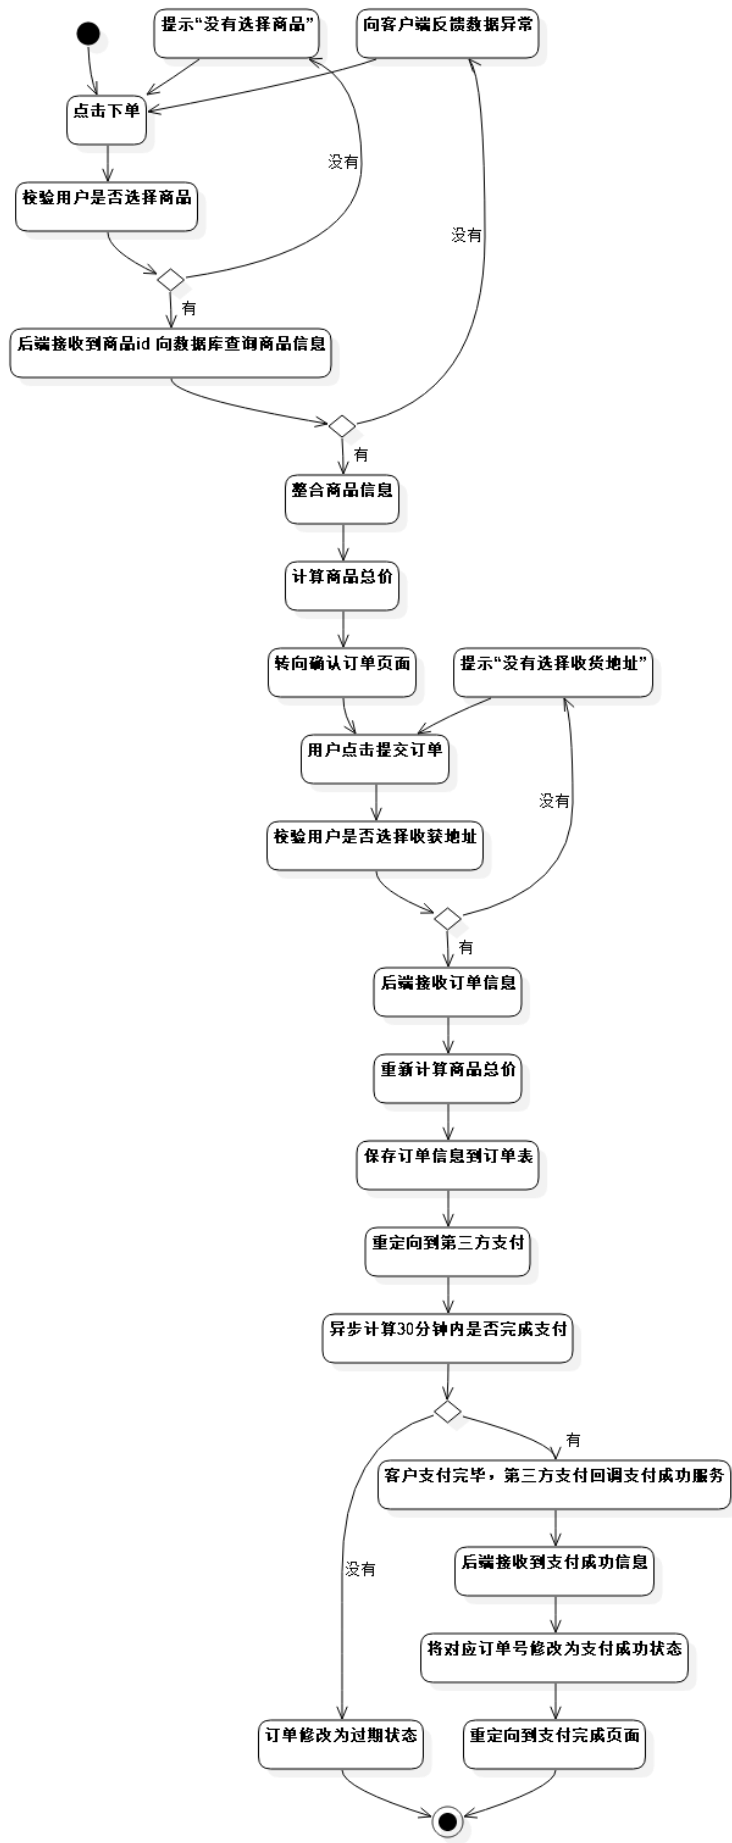 提示“没有选择商品”
向客户端反馈数据异常
点击下单
没有
校验用户是否选择商品
没有
有
后端接收到商品id 向数据库查询商品信息
有
整合商品信息
计算商品总价
转向确认订单页面
提示“没有选择收货地址”
用户点击提交订单
没有
校验用户是否选择收获地址
有
后端接收订单信息
重新计算商品总价
保存订单信息到订单表
重定向到第三方支付
异步计算30分钟内是否完成支付
有
客户支付完毕，第三方支付回调支付成功服务
后端接收到支付成功信息
没有
将对应订单号修改为支付成功状态
订单修改为过期状态
重定向到支付完成页面